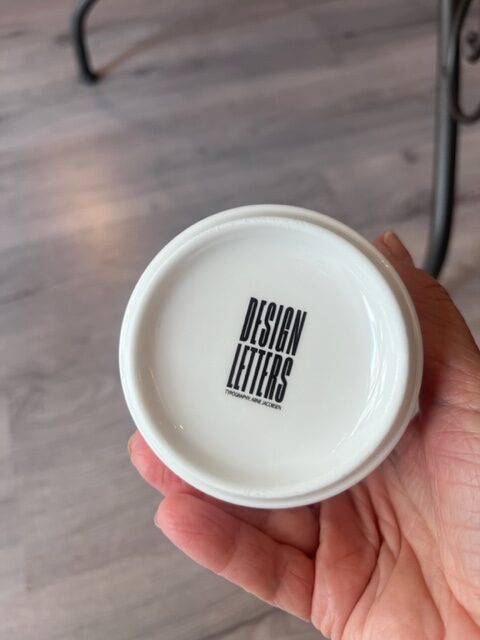 DESIGN
LETTERS
TYPOGRAPHY: ARNE JACOBSEN